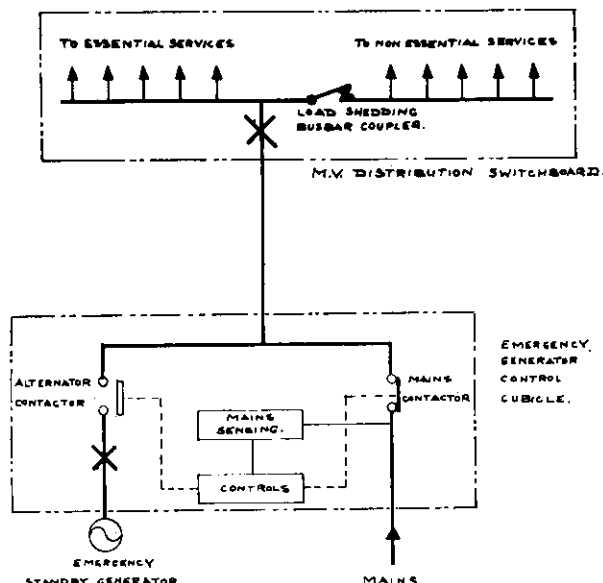 TO ESSENTIAL SERVICES
TO NON ESSENTIAL SERVICES
LOAD SHEDDING
BUSBAR COUPLER.
M.V. DISTRIBUTION SWITCHBOARD.
EMERGENCY
GENERATOR
CONTROL
CUBICLE.
ALTERNATOR
CONTACTOR
MAINS
CONTACTOR
MAINS
SENSING.
CONTROLS
EMERGENCY
STANDBY GENERATOR
MAINS